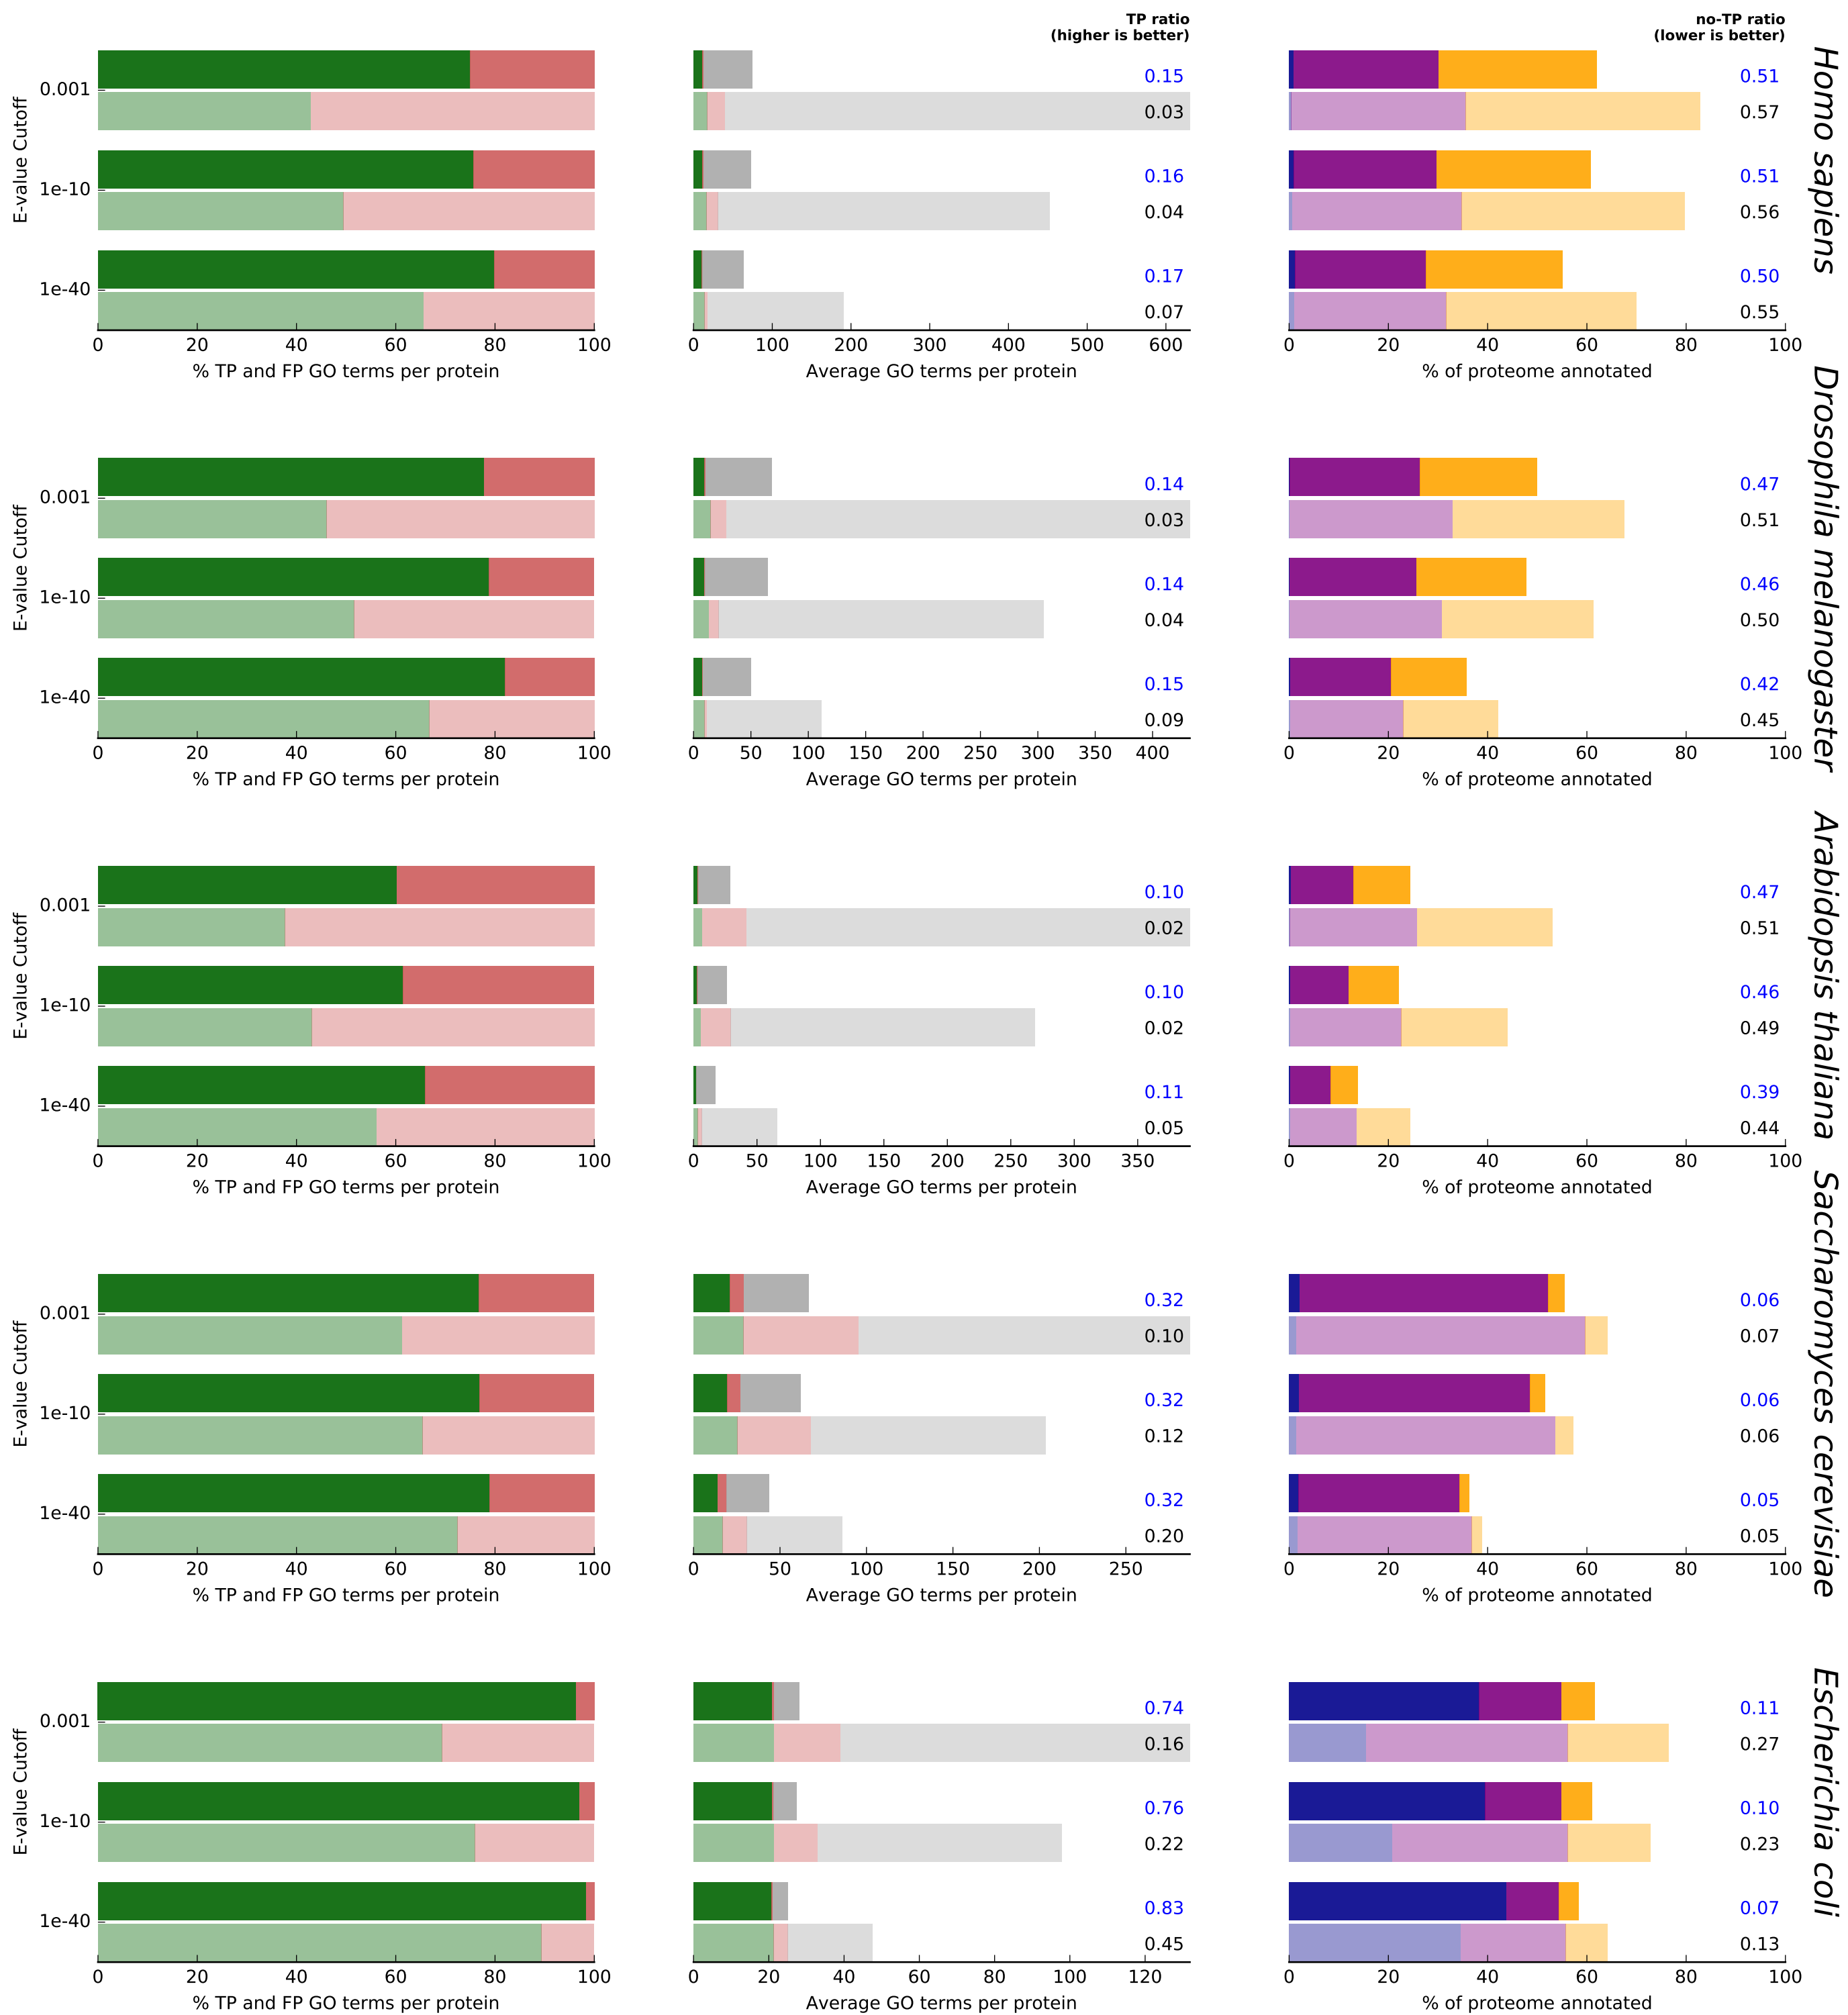 TP ratio
(higher is better)
no-TP ratio
(lower is better)
Homo sapiens
E-value Cutoff
0.001
1e-10
1e-40
0.15
0.03
0.16
0.04
0.17
0.07
0.51
0.57
0.51
0.56
0.50
0.55
0 20 40 60 80 100
% TP and FP GO terms per protein
0 100 200 300 400 500 600
Average GO terms per protein
0 20 40 60 80 100
% of proteome annotated
Drosophila melanogaster
E-value Cutoff
0.001
1e-10
1e-40
0.14
0.03
0.14
0.04
0.15
0.09
0.47
0.51
0.46
0.50
0.42
0.45
0 20 40 60 80 100
% TP and FP GO terms per protein
0 50 100 150 200 250 300 350 400
Average GO terms per protein
0 20 40 60 80 100
% of proteome annotated
Arabidopsis thaliana
E-value Cutoff
0.001
1e-10
1e-40
0.10
0.02
0.10
0.02
0.11
0.05
0.47
0.51
0.46
0.49
0.39
0.44
0 20 40 60 80 100
% TP and FP GO terms per protein
0 50 100 150 200 250 300 350
Average GO terms per protein
0 20 40 60 80 100
% of proteome annotated
Saccharomyces cerevisiae
E-value Cutoff
0.001
1e-10
1e-40
0.32
0.10
0.32
0.12
0.32
0.20
0.06
0.07
0.06
0.06
0.05
0.05
0 20 40 60 80 100
% TP and FP GO terms per protein
0 50 100 150 200 250
Average GO terms per protein
0 20 40 60 80 100
% of proteome annotated
Escherichia coli
E-value Cutoff
0.001
1e-10
1e-40
0.74
0.16
0.76
0.22
0.83
0.45
0.11
0.27
0.10
0.23
0.07
0.13
0 20 40 60 80 100
% TP and FP GO terms per protein
0 20 40 60 80 100 120
Average GO terms per protein
0 20 40 60 80 100
% of proteome annotated